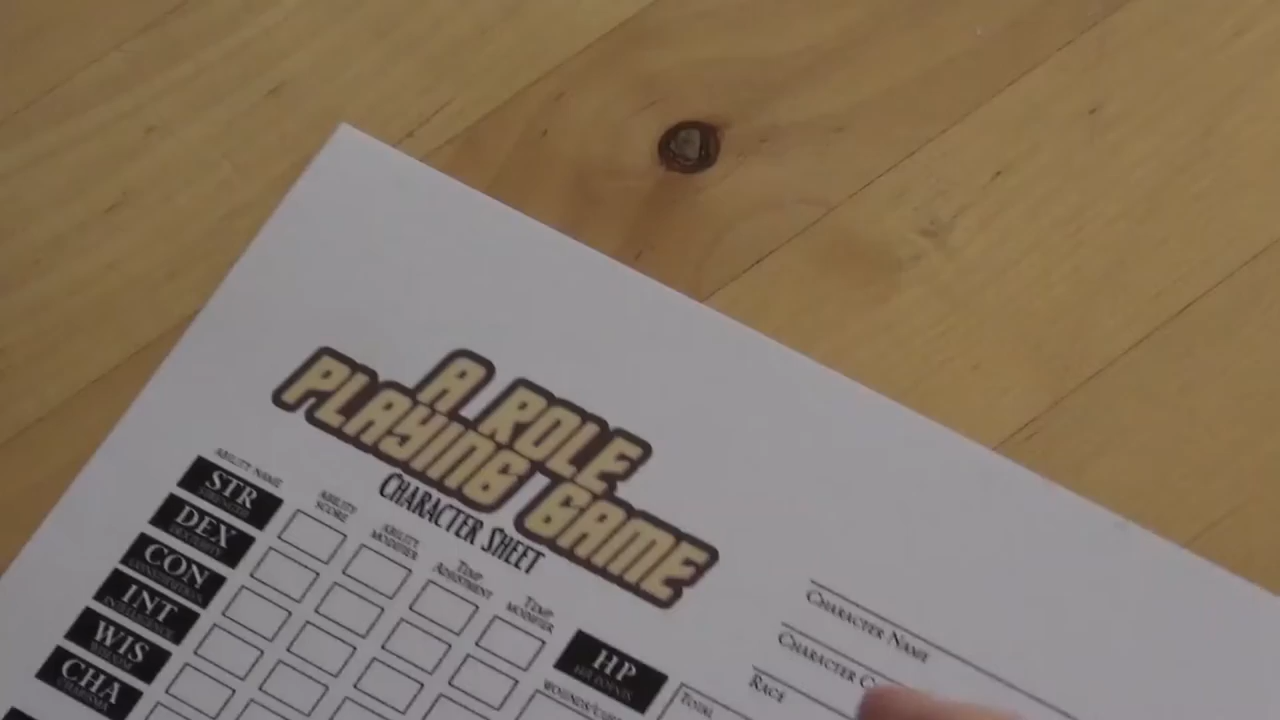 A ROLE
PLAYING GAME
CHARACTER SHEET
ABILITY NAME
ABILITY SCORE
ABILITY MODIFIER
TEMP ADJUSTMENT
TEMP MODIFIER
STR
STRENGTH
DEX
DEXTERITY
CON
CONSTITUTION
INT
INTELLIGENCE
WIS
WISDOM
CHA
CHARISMA
HP
HIT POINTS
TOTAL
CHARACTER NAME
CHARACTER
RACE